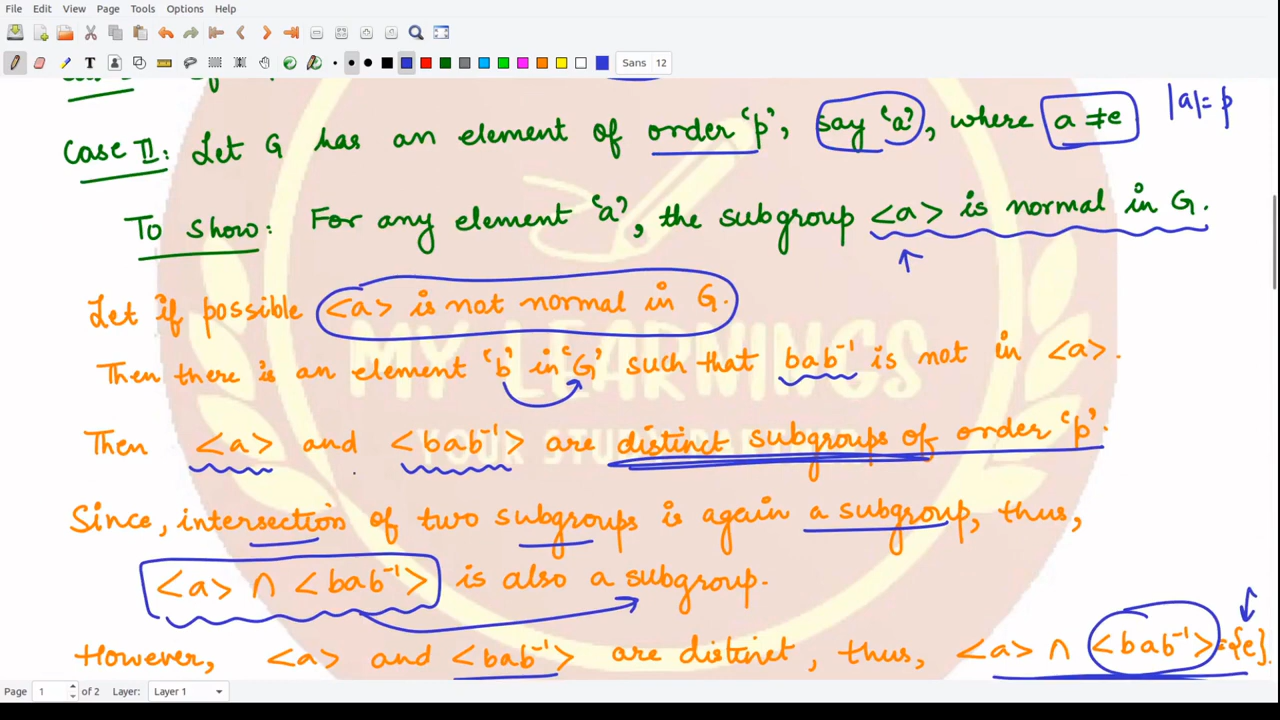 File Edit View Page Tools Options Help
Sans 12
Case II: Let G has an element of order 'p', say 'a', where a ≠ e |a| = p
To show: For any element 'a', the subgroup <a> is normal in G.
Let if possible <a> is not normal in G.
Then there is an element 'b' in 'G' such that bab⁻¹ is not in <a>.
Then <a> and <bab⁻¹> are distinct subgroups of order 'p'.
Since, intersection of two subgroups is again a subgroup, thus,
<a> ∩ <bab⁻¹> is also a subgroup.
However, <a> and <bab⁻¹> are distinct, thus, <a> ∩ <bab⁻¹> = {e}.
MY LEARNINGS
Page 1 of 2 Layer: Layer 1